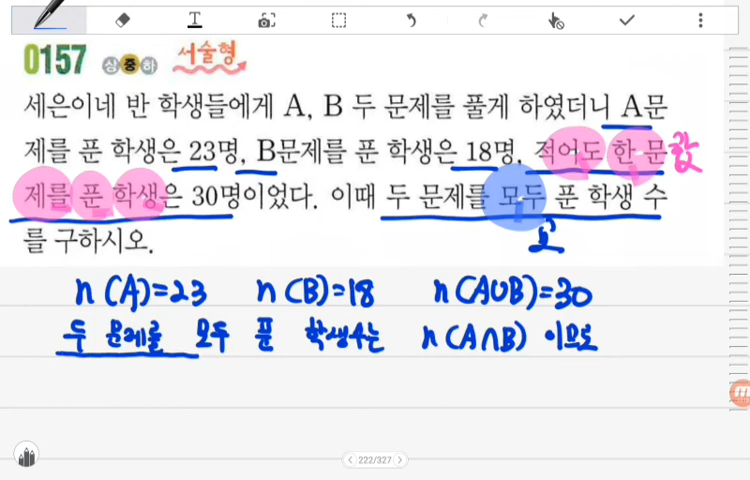 0157 상 중 하 서술형
세은이네 반 학생들에게 A, B 두 문제를 풀게 하였더니 A문
제를 푼 학생은 23명, B문제를 푼 학생은 18명, 적어도 한 문
제를 푼 학생은 30명이었다. 이때 두 문제를 모두 푼 학생 수
를 구하시오.
n(A)=23 n(B)=18 n(A∪B)=30
두 문제를 모두 푼 학생수는 n(A∩B) 이므로
222/327